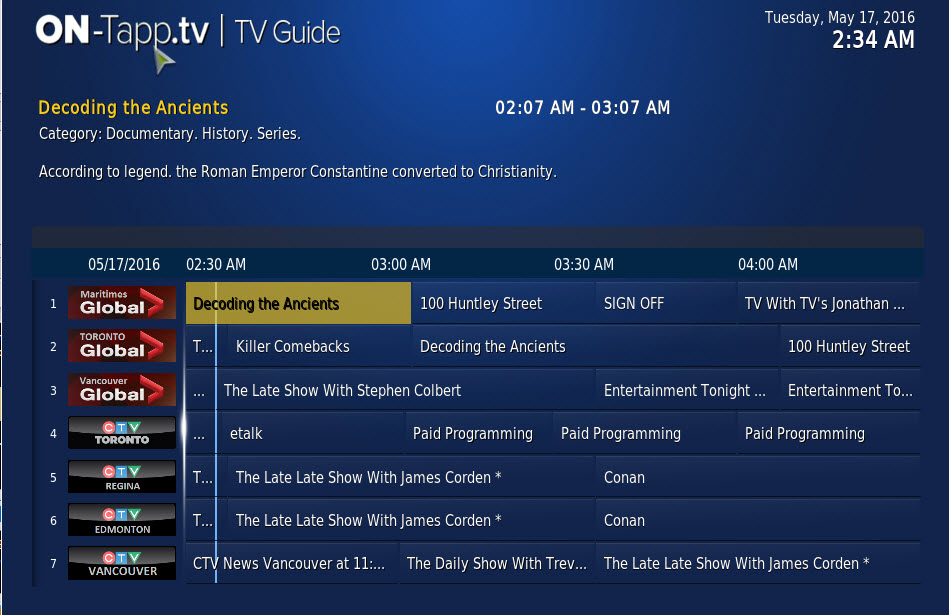 ON-Tapp.tv | TV Guide
Tuesday, May 17, 2016
2:34 AM
Decoding the Ancients 02:07 AM - 03:07 AM
Category: Documentary. History. Series.
According to legend. the Roman Emperor Constantine converted to Christianity.
05/17/2016 02:30 AM 03:00 AM 03:30 AM 04:00 AM
1 Maritimes Global Decoding the Ancients 100 Huntley Street SIGN OFF TV With TV's Jonathan ...
2 TORONTO Global T... Killer Comebacks Decoding the Ancients 100 Huntley Street
3 Vancouver Global ... The Late Show With Stephen Colbert Entertainment Tonight ... Entertainment To...
4 CTV TORONTO ... etalk Paid Programming Paid Programming Paid Programming
5 CTV REGINA T... The Late Late Show With James Corden * Conan
6 CTV EDMONTON T... The Late Late Show With James Corden * Conan
7 CTV VANCOUVER CTV News Vancouver at 11:... The Daily Show With Trev... The Late Late Show With James Corden *